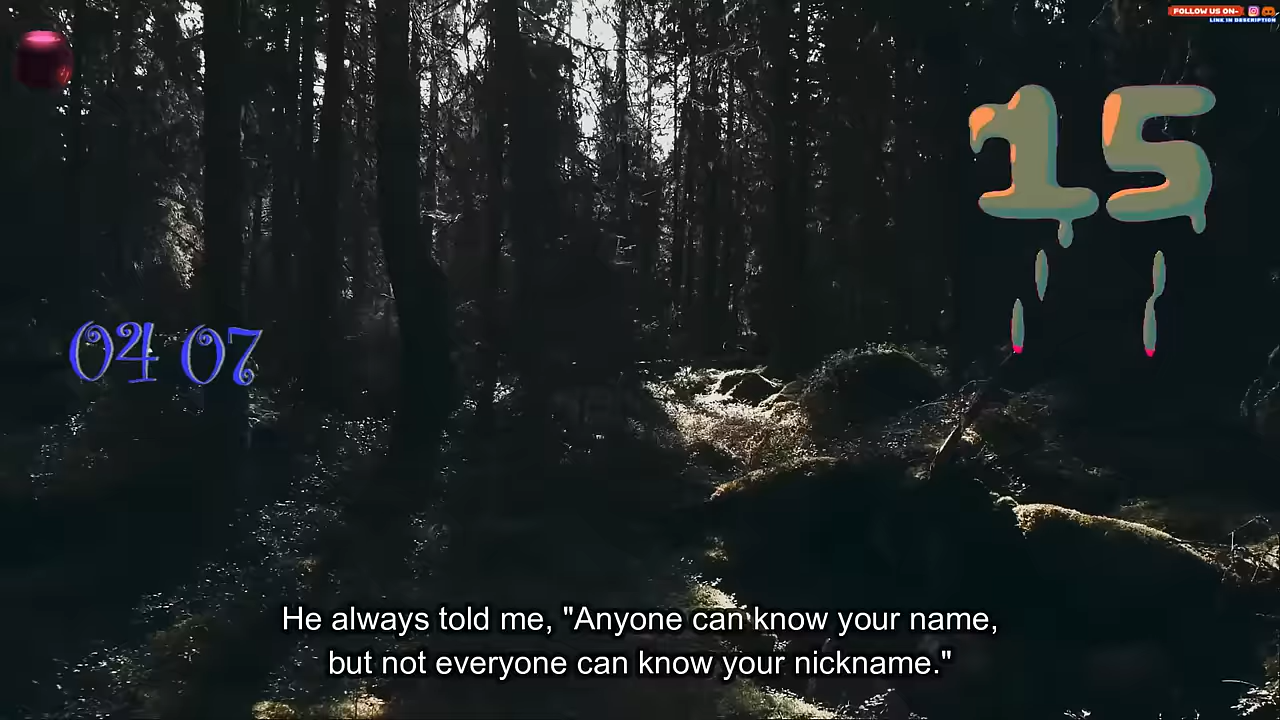 FOLLOW US ON-
LINK IN DESCRIPTION
15
04 07
He always told me, "Anyone can know your name,
but not everyone can know your nickname."